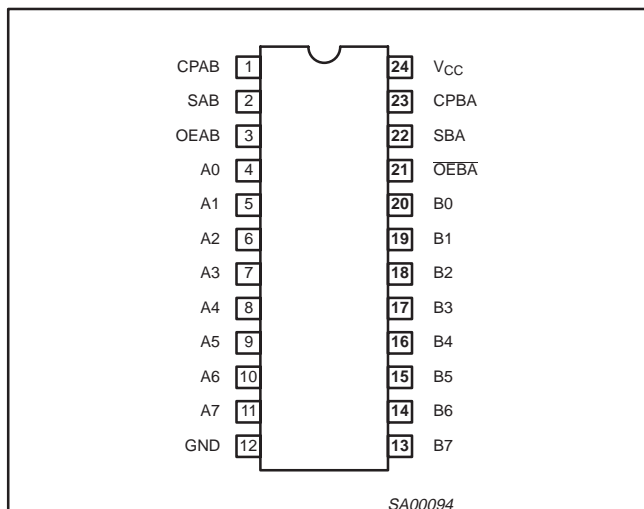 CPAB 1 24 VCC
SAB 2 23 CPBA
OEAB 3 22 SBA
A0 4 21 OEBA
A1 5 20 B0
A2 6 19 B1
A3 7 18 B2
A4 8 17 B3
A5 9 16 B4
A6 10 15 B5
A7 11 14 B6
GND 12 13 B7
SA00094